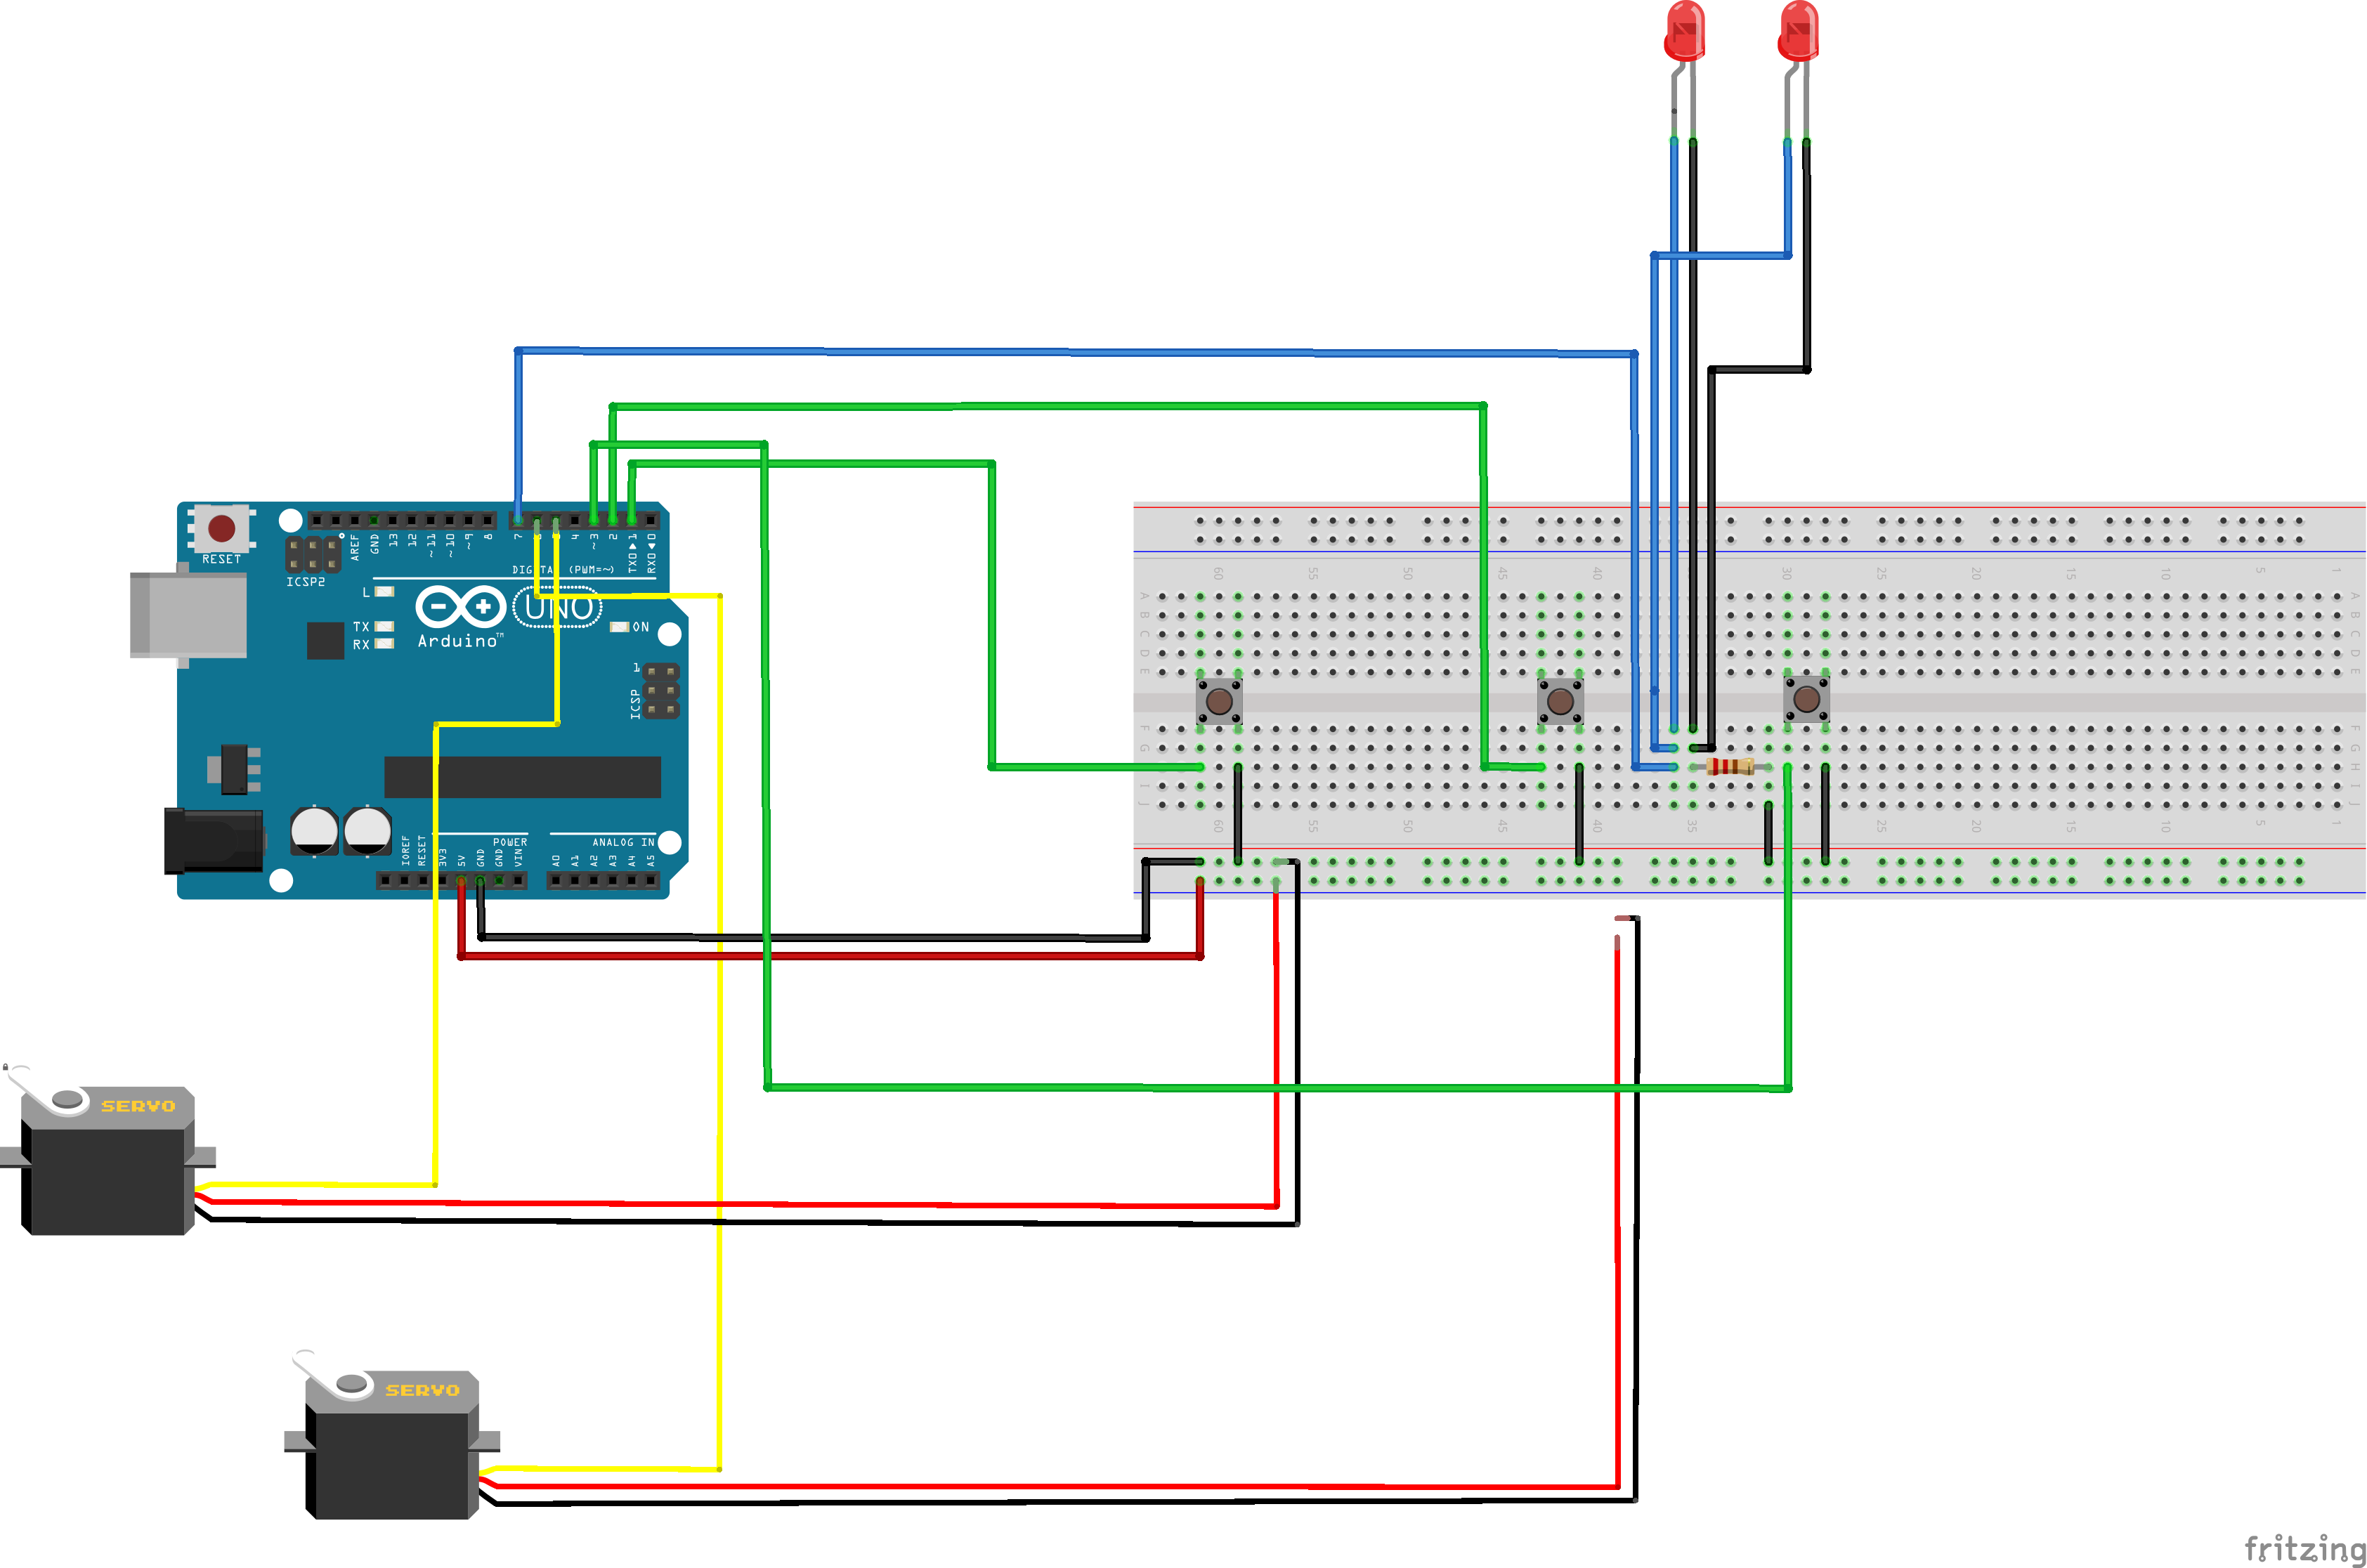 RESET
ICSP2
AREF
GND
13
12
~11
~10
~9
8
7
5
4
~3
2
TX0 1
RX0 0
DIGITAL (PWM=~)
L
TX
RX
UNO
Arduino™
ON
1
ICSP
IOREF
RESET
3V3
5V
GND
GND
VIN
POWER
ANALOG IN
A0
A1
A2
A3
A4
A5
60 55 50 45 40 30 25 20 15 10 5 1
A A
B B
C C
D D
E E
F F
G G
H H
I I
J J
60 55 50 45 40 35 25 20 15 10 5 1
SERVO
SERVO
fritzing